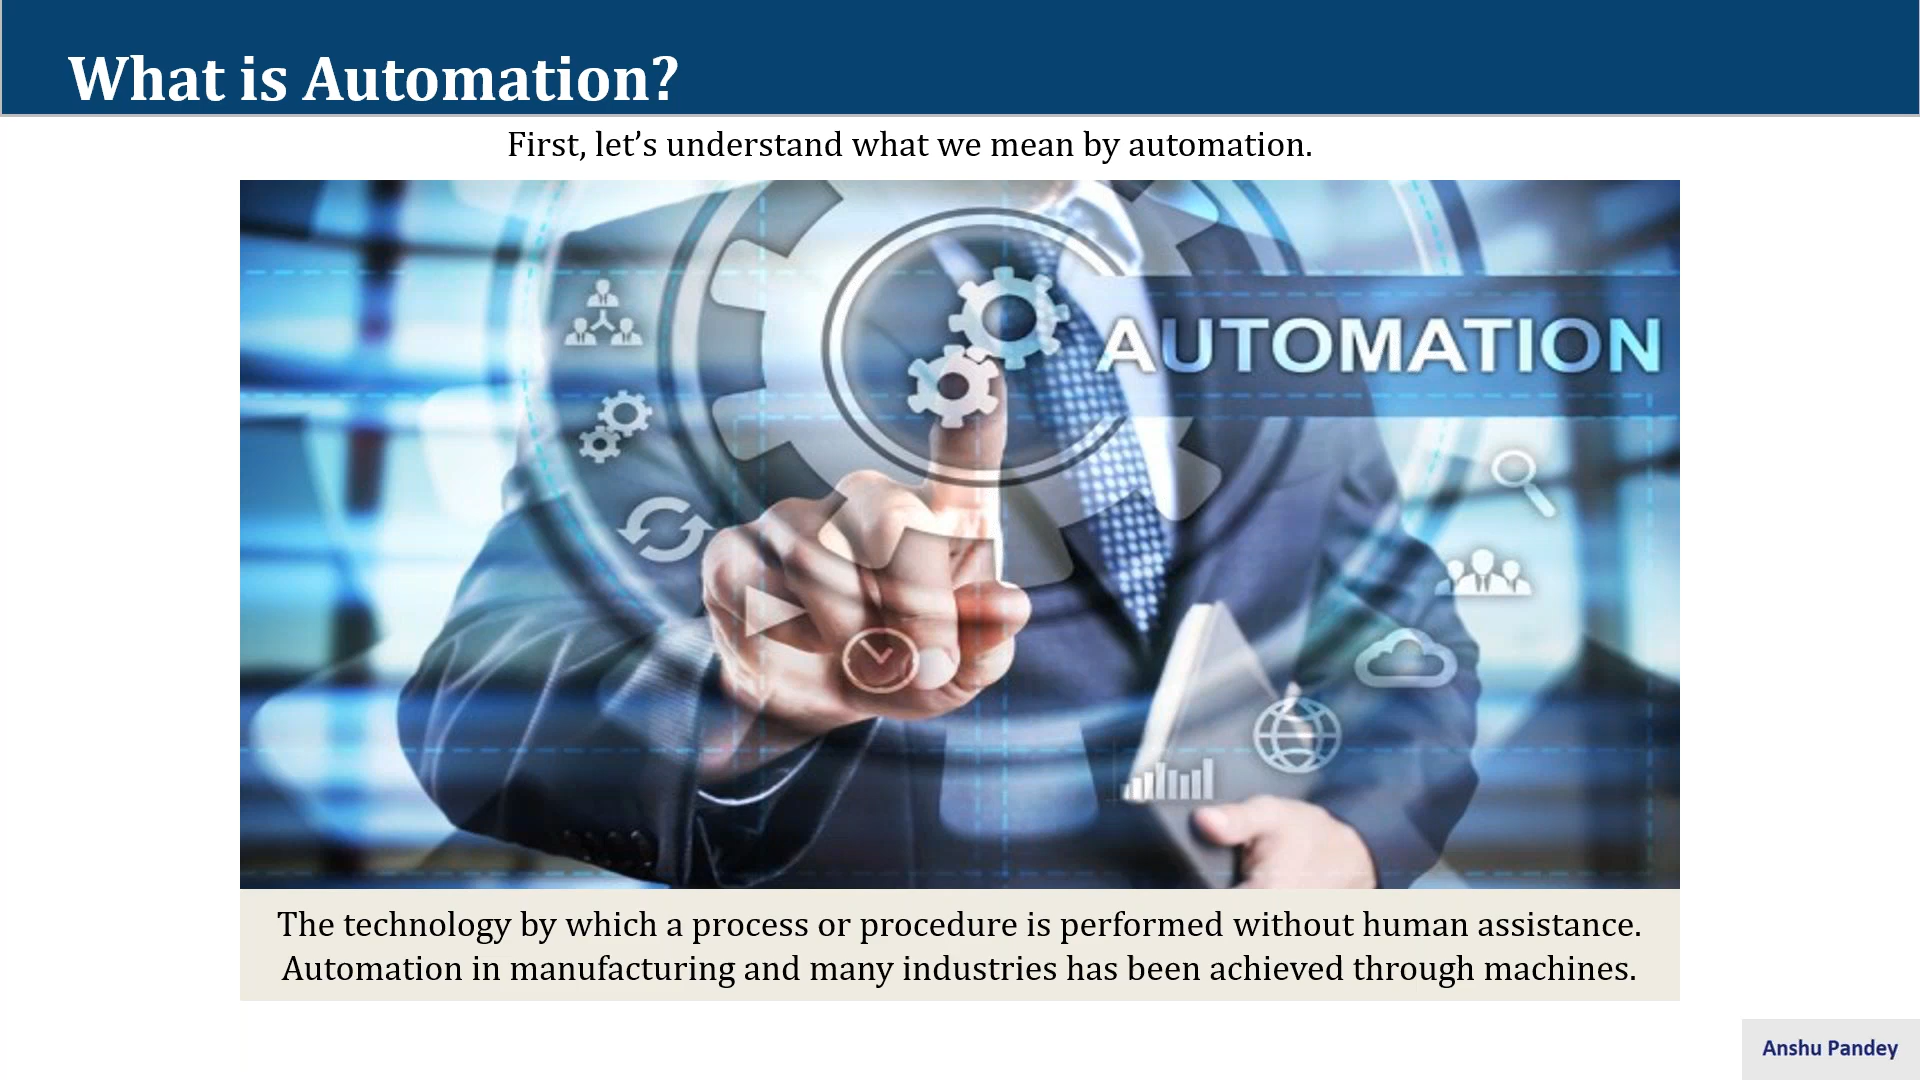 What is Automation?
First, let’s understand what we mean by automation.
AUTOMATION
The technology by which a process or procedure is performed without human assistance.
Automation in manufacturing and many industries has been achieved through machines.
Anshu Pandey